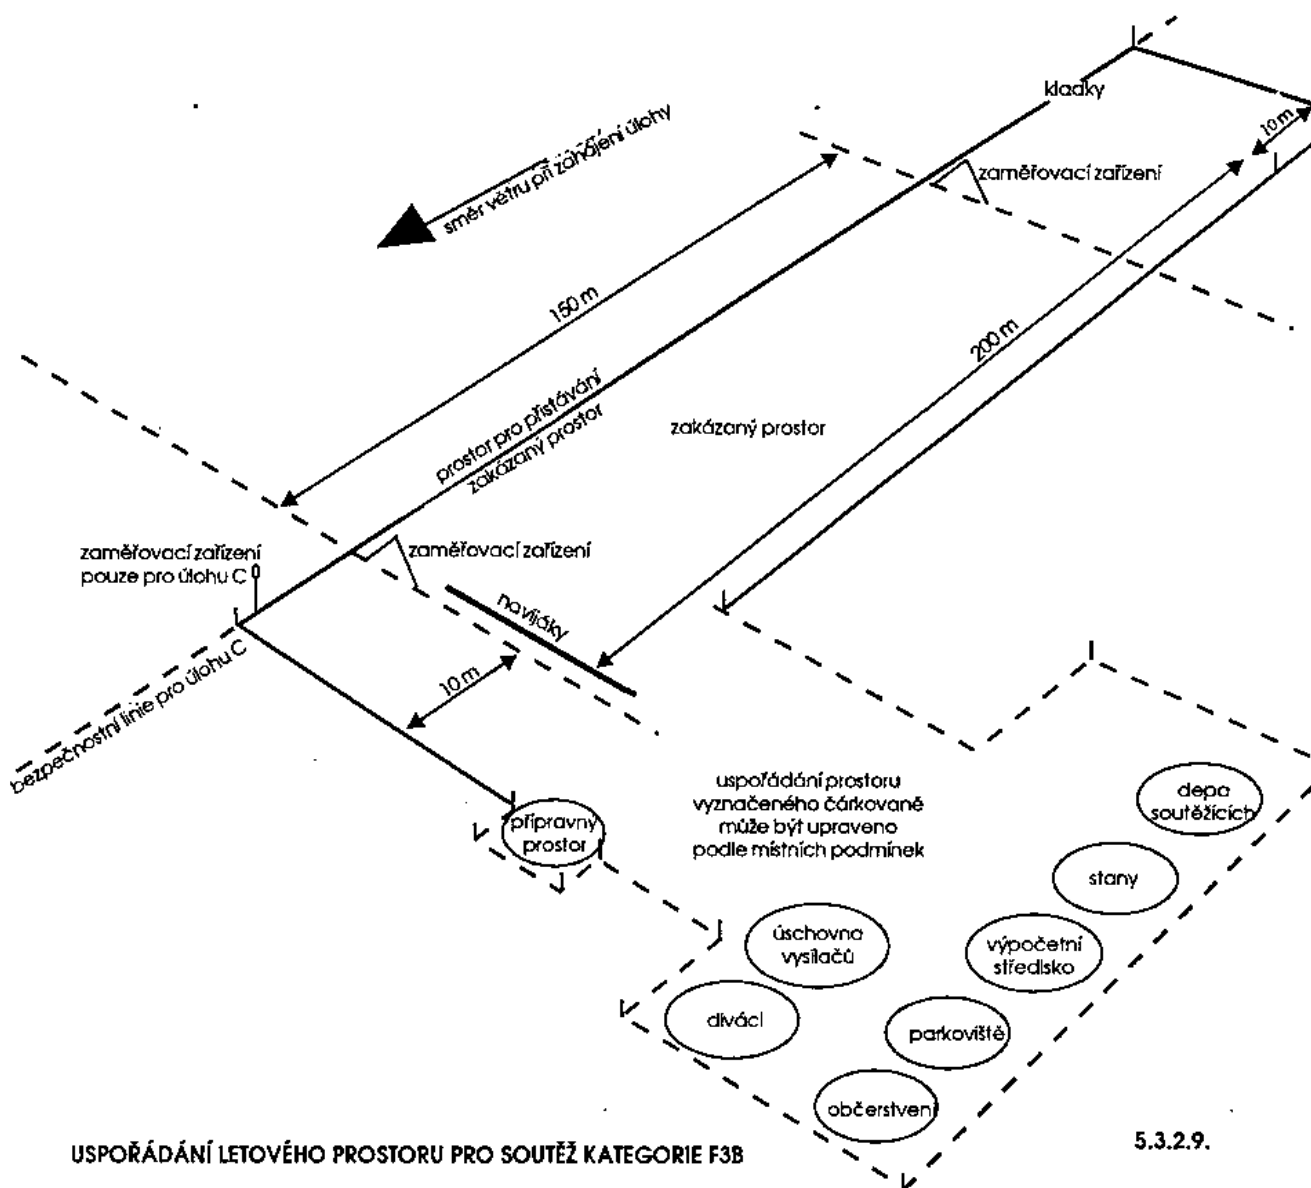 kladky
10 m
směr větru při zahájení úlohy
zaměřovací zařízení
150 m
200 m
prostor pro přistávání
zakázaný prostor
zakázaný prostor
zaměřovací zařízení
pouze pro úlohu C
zaměřovací zařízení
navijáky
bezpečnostní linie pro úlohu C
10 m
uspořádání prostoru
vyznačeného čárkovaně
může být upraveno
podle místních podmínek
depa
soutěžících
přípravný
prostor
stany
úschovna
vysílačů
výpočetní
středisko
diváci
parkoviště
občerstvení
USPOŘÁDÁNÍ LETOVÉHO PROSTORU PRO SOUTĚŽ KATEGORIE F3B
5.3.2.9.